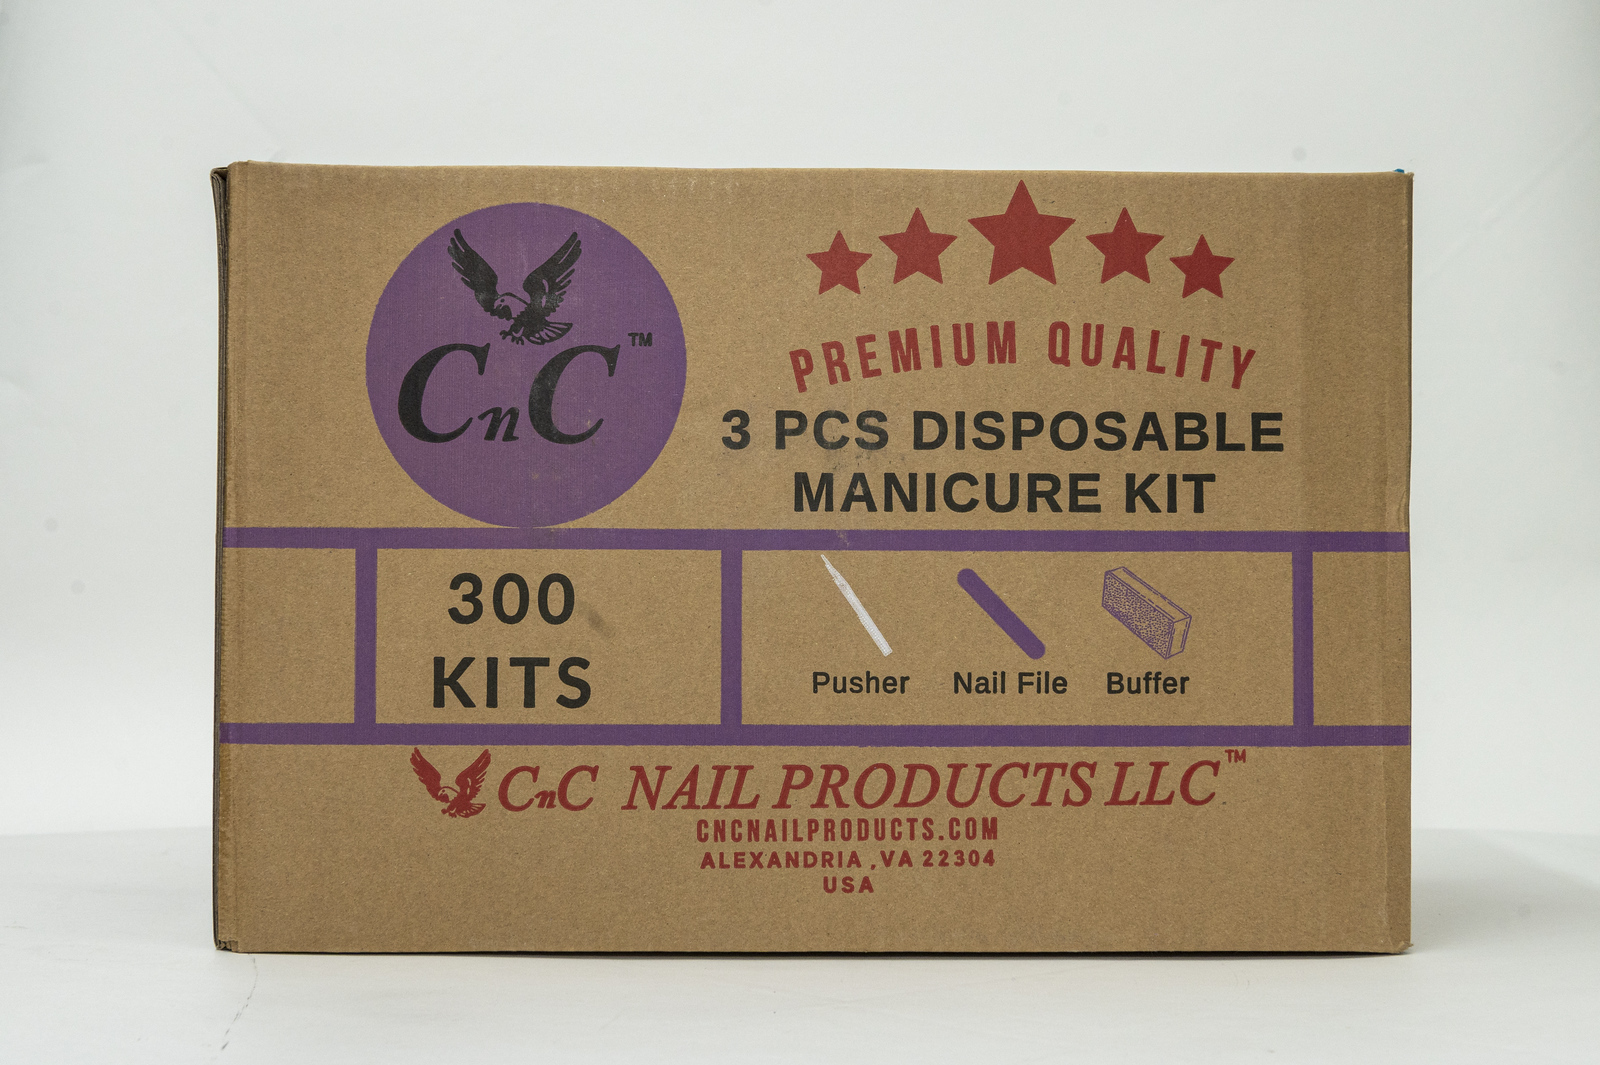 CnC™
PREMIUM QUALITY
3 PCS DISPOSABLE
MANICURE KIT
300
KITS
Pusher
Nail File
Buffer
CnC NAIL PRODUCTS LLC™
CNCNAILPRODUCTS.COM
ALEXANDRIA ,VA 22304
USA